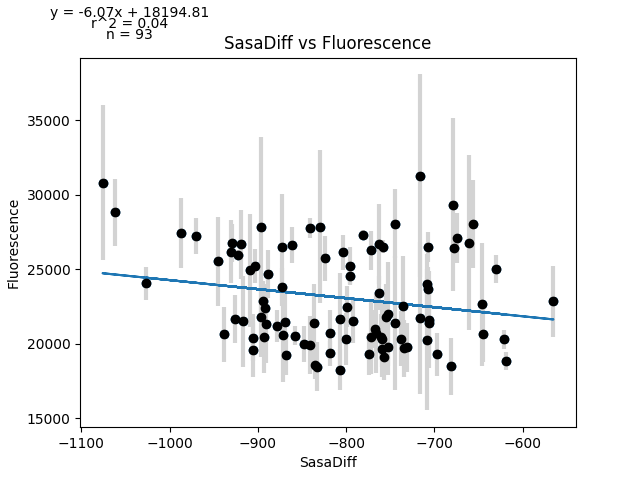 y = -6.07x + 18194.81
r^2 = 0.04
n = 93
SasaDiff vs Fluorescence
Fluorescence
35000
30000
25000
20000
15000
−1100
−1000
−900
−800
−700
−600
SasaDiff